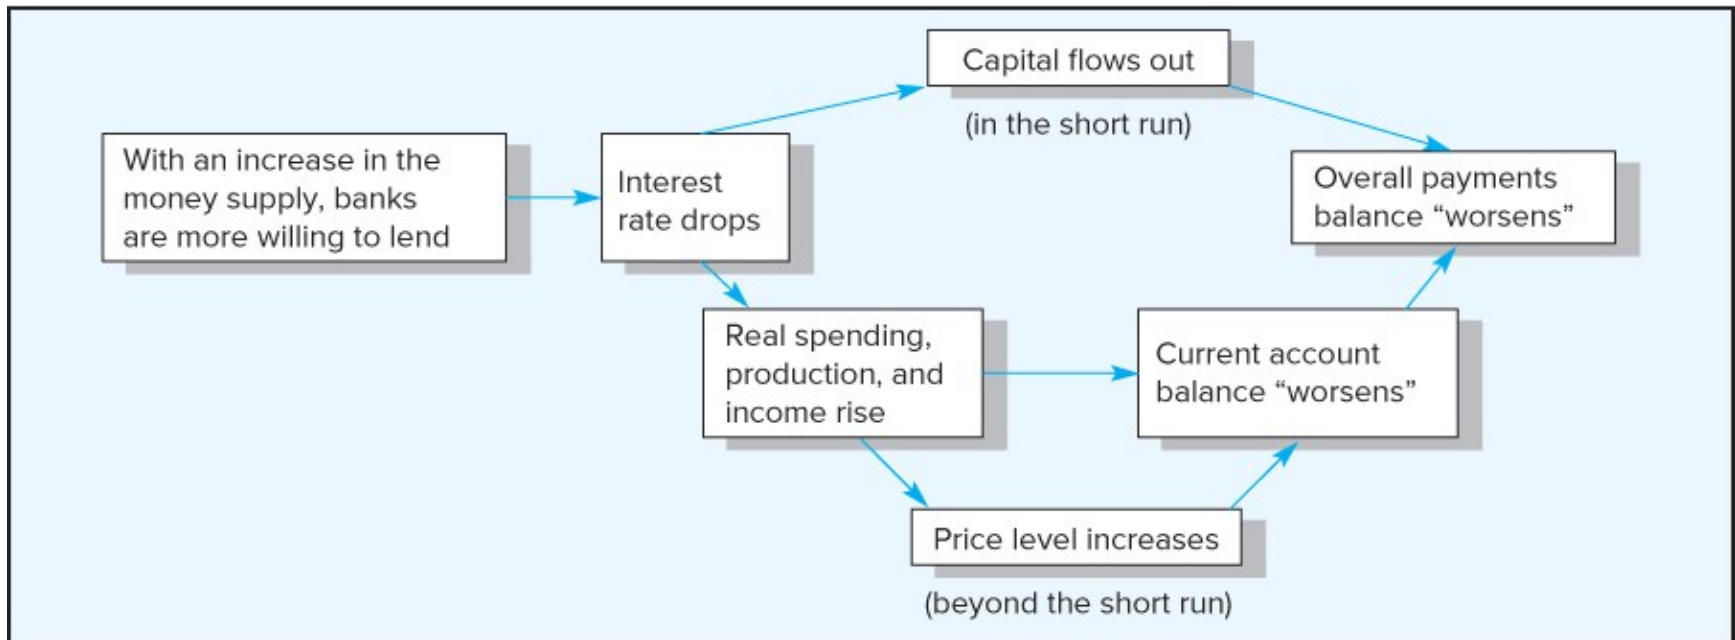 With an increase in the
money supply, banks
are more willing to lend
Interest
rate drops
Capital flows out
(in the short run)
Overall payments
balance “worsens”
Real spending,
production, and
income rise
Current account
balance “worsens”
Price level increases
(beyond the short run)